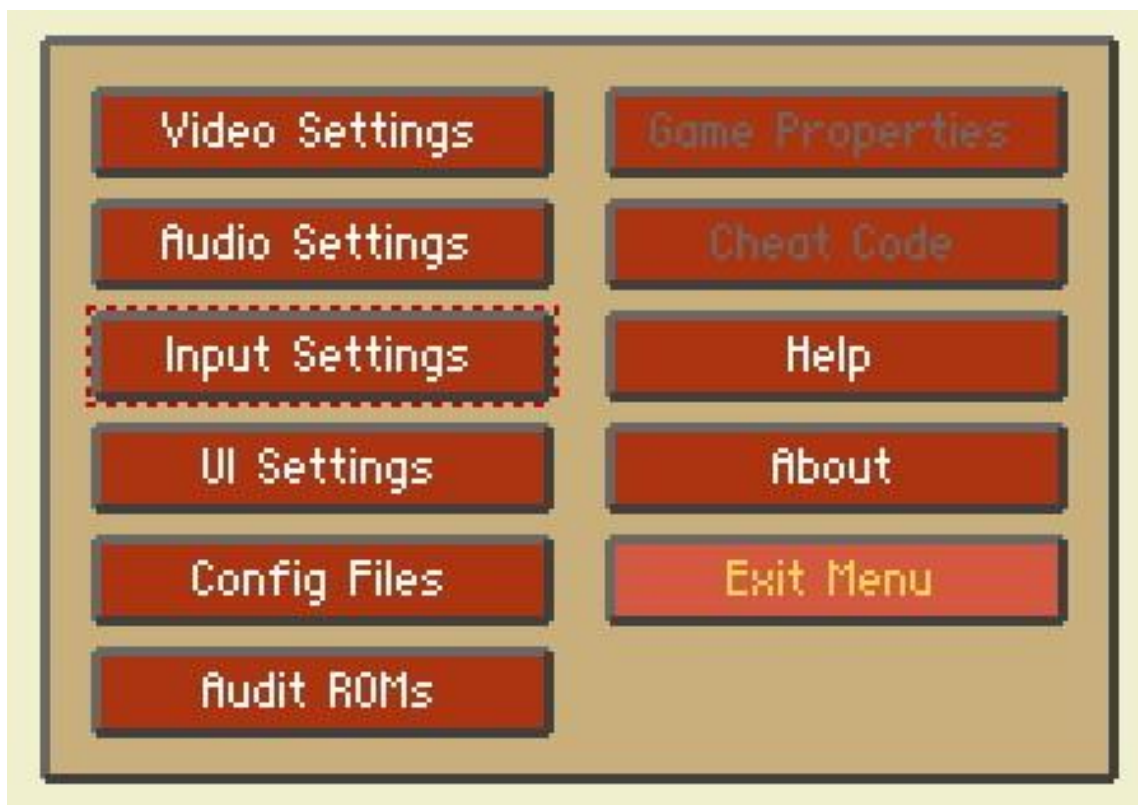 Video Settings
Audio Settings
Input Settings
UI Settings
Config Files
Audit ROMs
Game Properties
Cheat Code
Help
About
Exit Menu